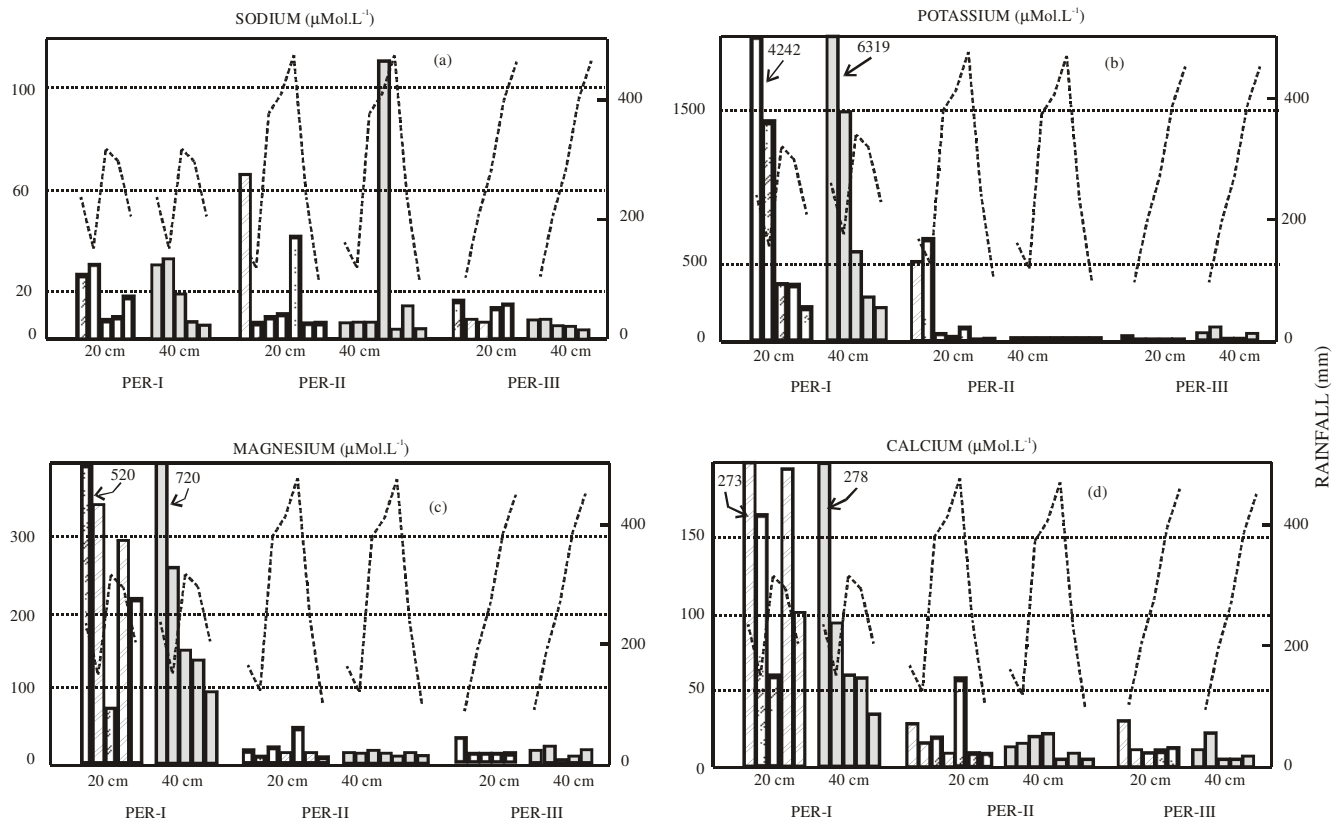 SODIUM (μMol.L⁻¹)
(a)
100
60
20
0
400
200
0
20 cm 40 cm 20 cm 40 cm 20 cm 40 cm
PER-I PER-II PER-III
POTASSIUM (μMol.L⁻¹)
4242 6319 (b)
1500
500
0
400
200
0
20 cm 40 cm 20 cm 40 cm 20 cm 40 cm
PER-I PER-II PER-III
RAINFALL (mm)
MAGNESIUM (μMol.L⁻¹)
520 720 (c)
300
200
100
0
400
200
0
20 cm 40 cm 20 cm 40 cm 20 cm 40 cm
PER-I PER-II PER-III
CALCIUM (μMol.L⁻¹)
273 278 (d)
150
100
50
0
400
200
0
20 cm 40 cm 20 cm 40 cm 20 cm 40 cm
PER-I PER-II PER-III